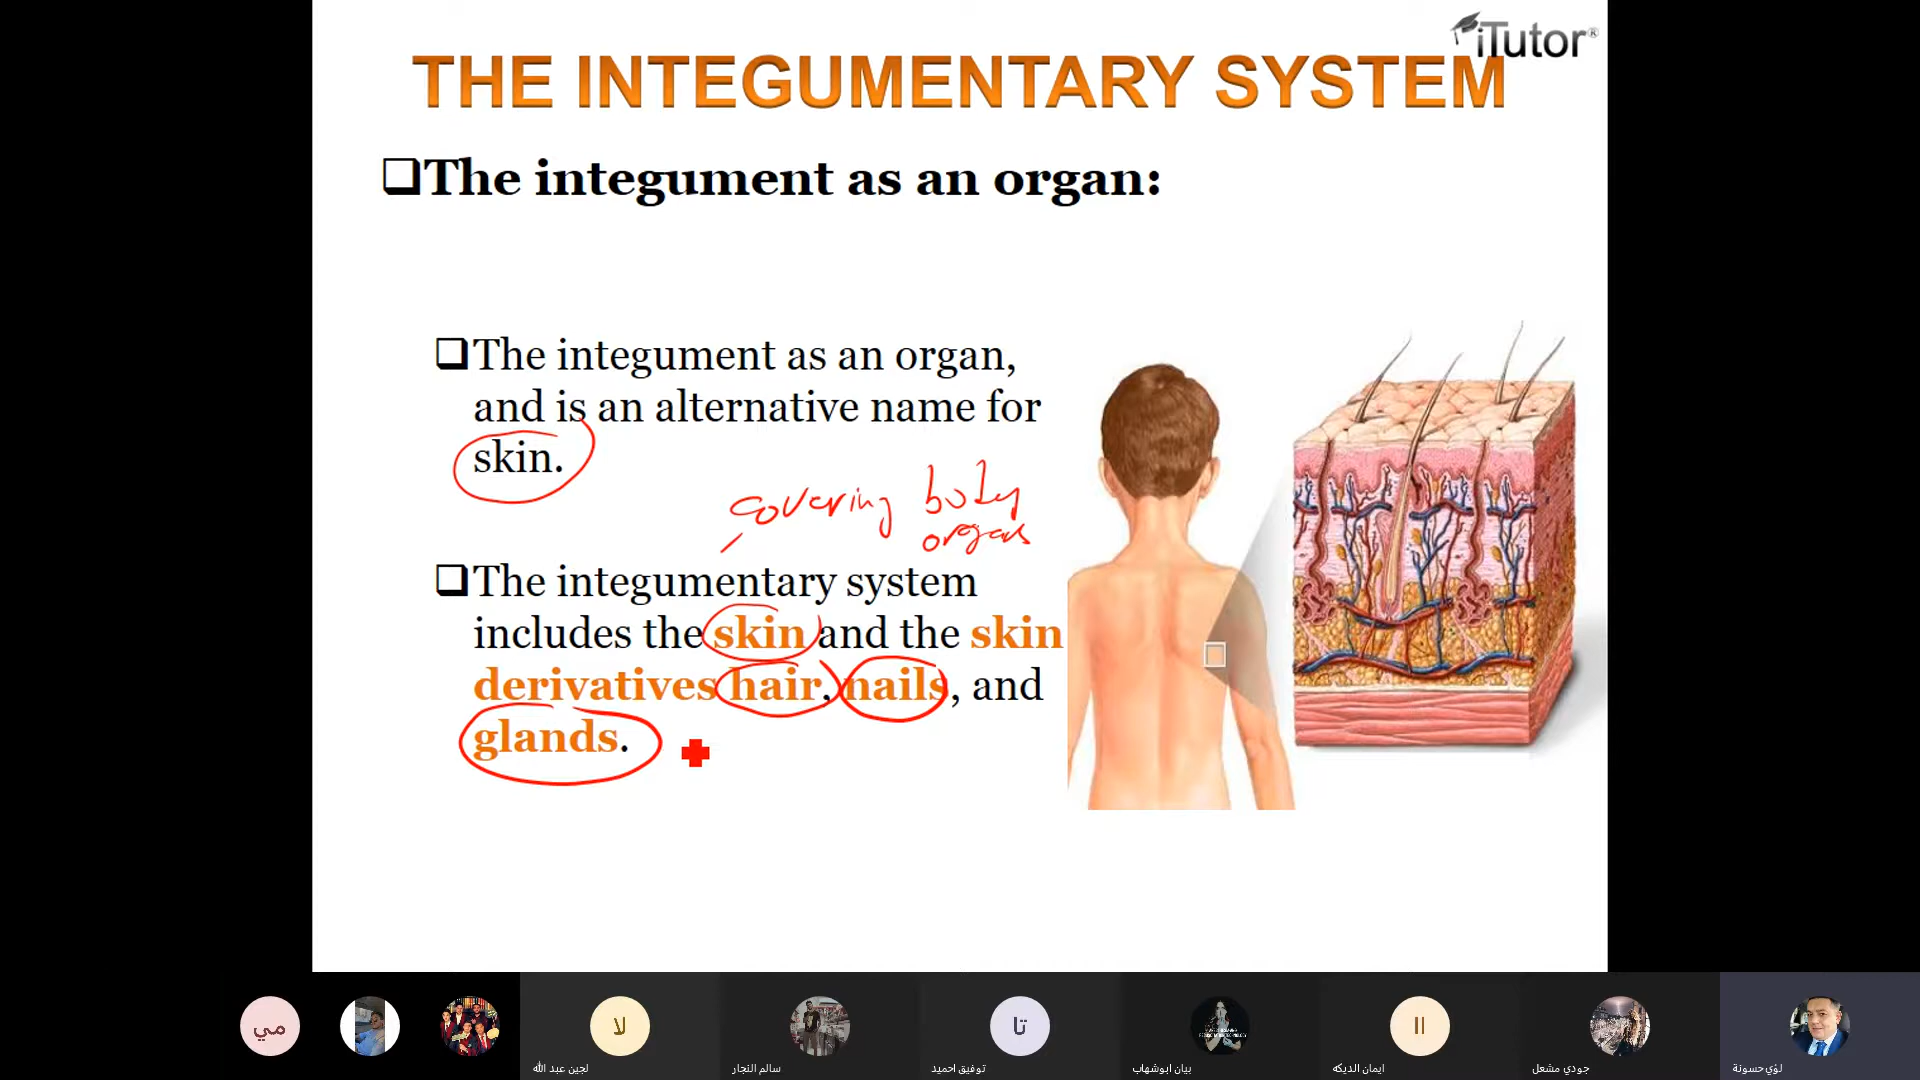 iTutor®
THE INTEGUMENTARY SYSTEM
The integument as an organ:
The integument as an organ,
and is an alternative name for
skin.
covering body
organs
The integumentary system
includes the skin and the skin
derivatives hair, nails, and
glands.
مي
لا
تا
اا
لجين عبد الله
سالم النجار
توفيق احميد
بيان ابوشهاب
ايمان الديكه
جودي مشعل
لؤي حسونة